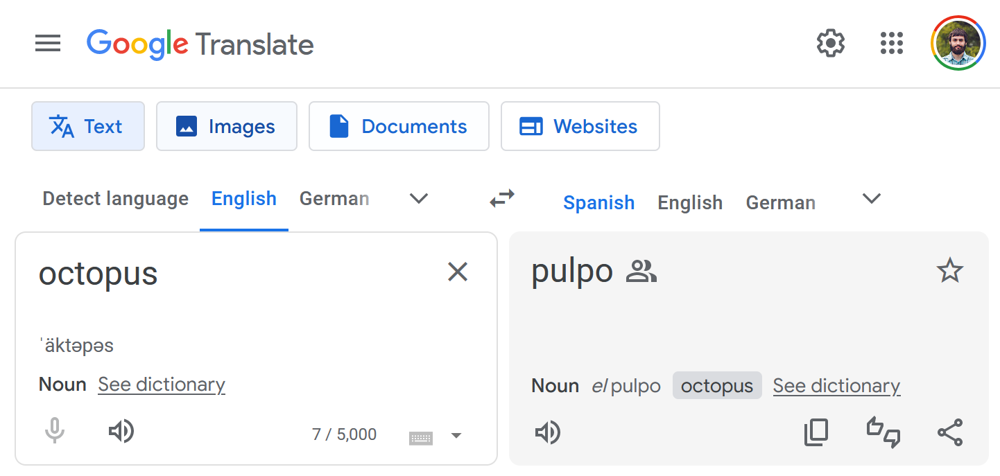 Google Translate
Text Images Documents Websites
Detect language English German
Spanish English German
octopus
pulpo
ˈäktəpəs
Noun See dictionary
Noun el pulpo octopus See dictionary
7 / 5,000